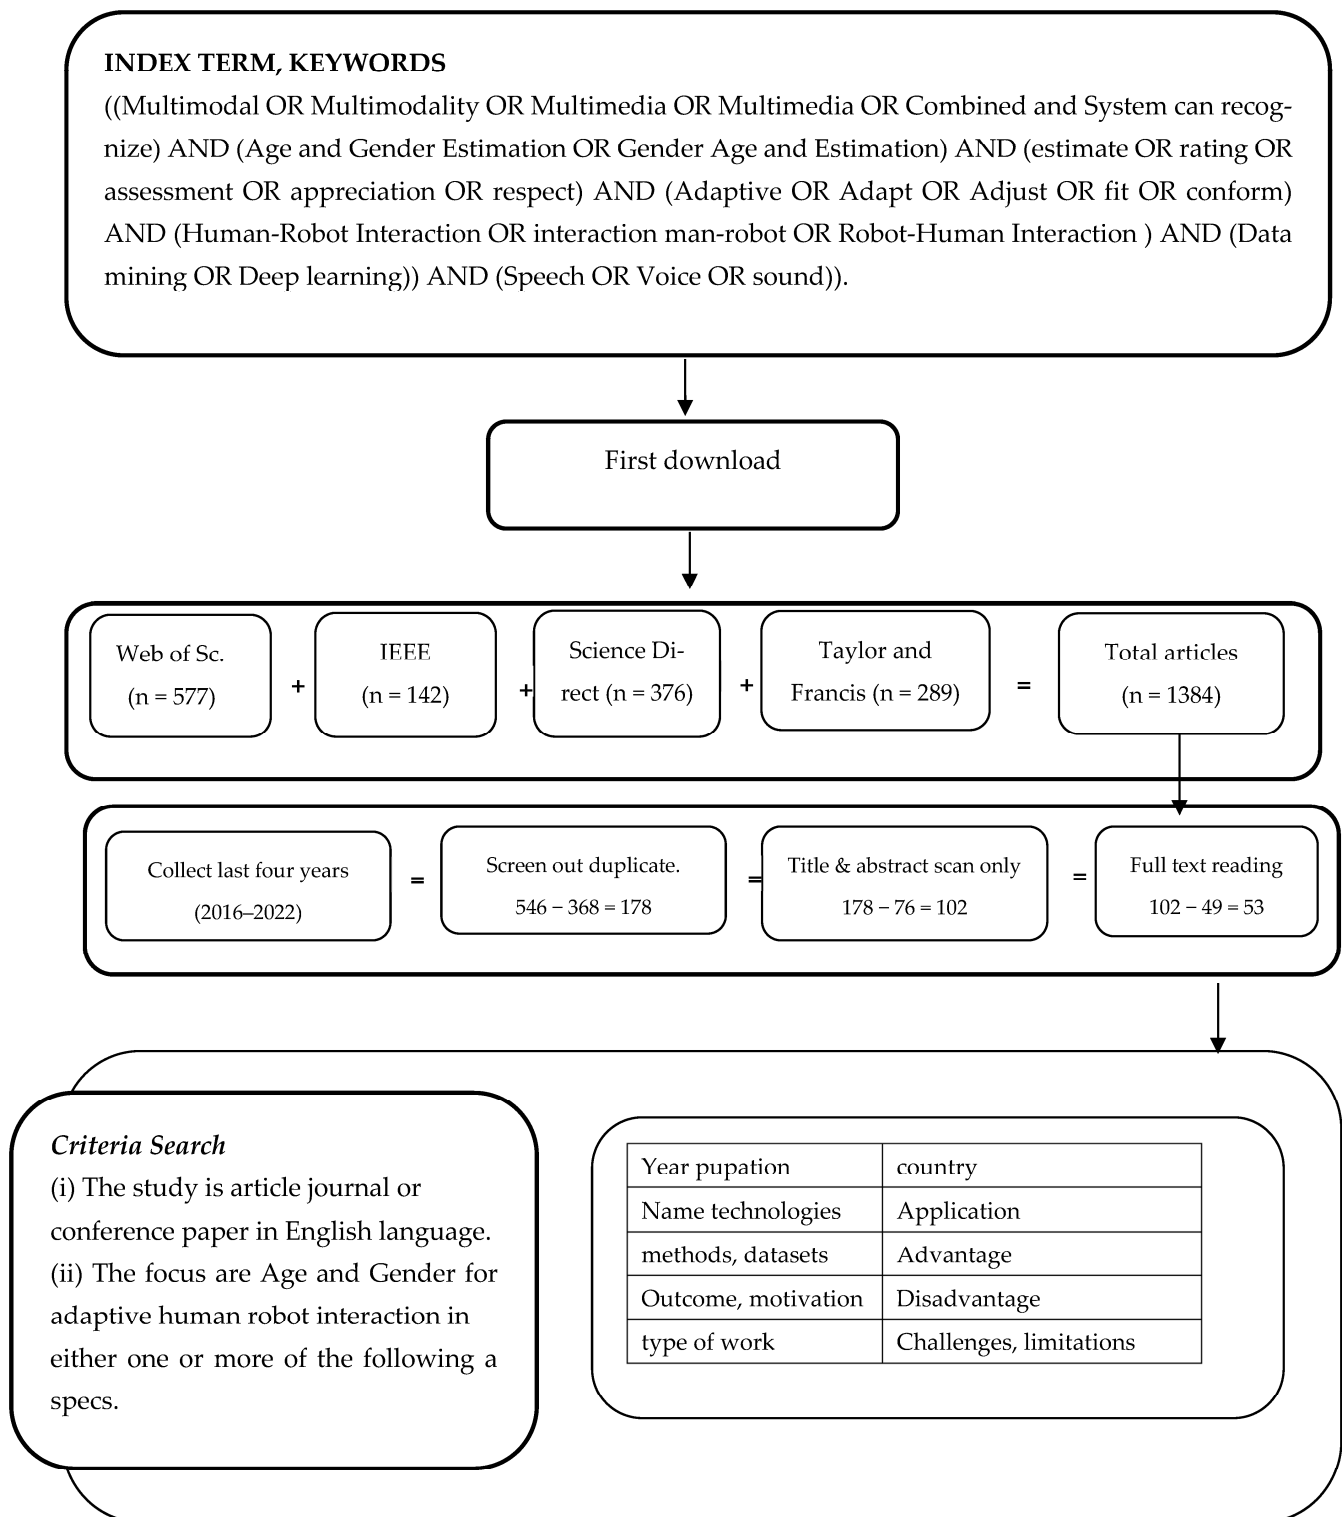 INDEX TERM, KEYWORDS
((Multimodal OR Multimodality OR Multimedia OR Multimedia OR Combined and System can recog-
nize) AND (Age and Gender Estimation OR Gender Age and Estimation) AND (estimate OR rating OR
assessment OR appreciation OR respect) AND (Adaptive OR Adapt OR Adjust OR fit OR conform)
AND (Human-Robot Interaction OR interaction man-robot OR Robot-Human Interaction ) AND (Data
mining OR Deep learning)) AND (Speech OR Voice OR sound)).
First download
Web of Sc.
(n = 577)
+
IEEE
(n = 142)
+
Science Di-
rect (n = 376)
+
Taylor and
Francis (n = 289)
=
Total articles
(n = 1384)
Collect last four years
(2016–2022)
=
Screen out duplicate.
546 − 368 = 178
=
Title & abstract scan only
178 − 76 = 102
=
Full text reading
102 − 49 = 53
Criteria Search
(i) The study is article journal or
conference paper in English language.
(ii) The focus are Age and Gender for
adaptive human robot interaction in
either one or more of the following a
specs.
Year pupation
country
Name technologies
Application
methods, datasets
Advantage
Outcome, motivation
Disadvantage
type of work
Challenges, limitations